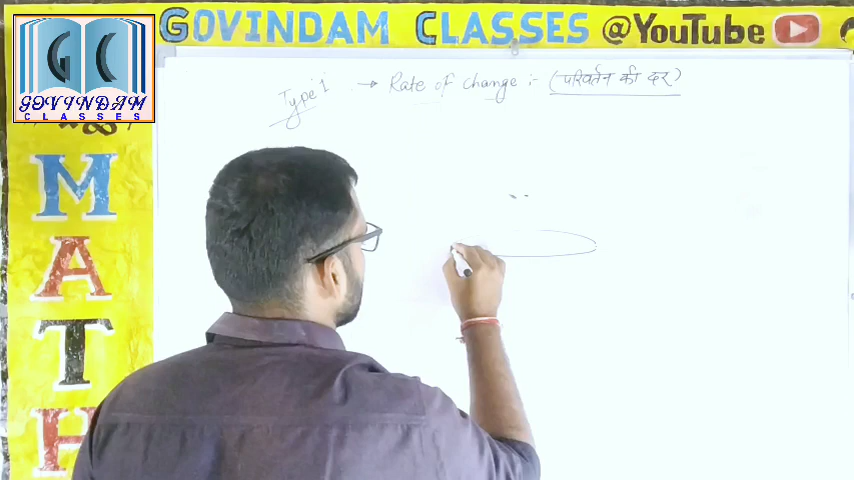 GOVINDAM CLASSES @YouTube
GC
GOVINDAM
CLASSES
Type 1 → Rate of change :- (परिवर्तन की दर)
MATH